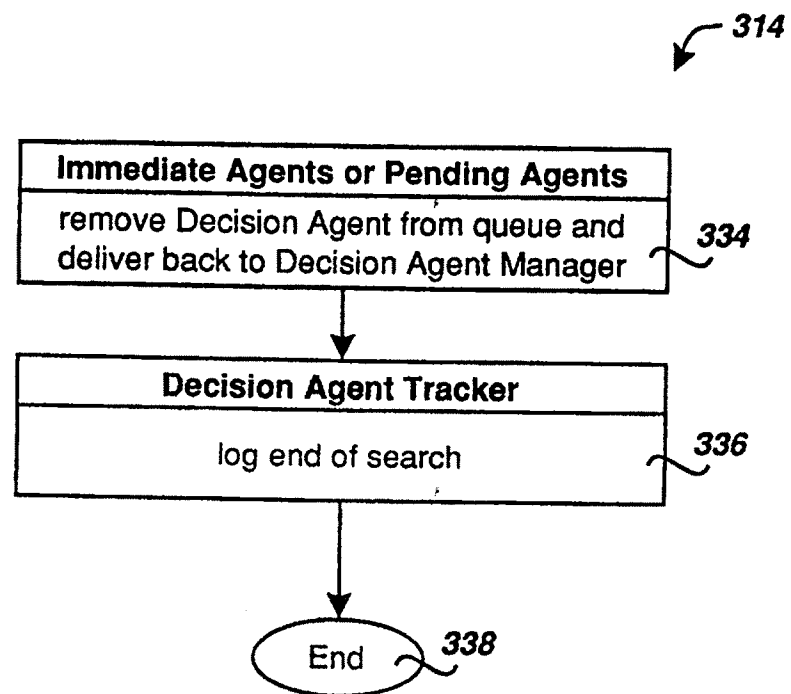 314
Immediate Agents or Pending Agents
remove Decision Agent from queue and
deliver back to Decision Agent Manager
334
Decision Agent Tracker
log end of search
336
End
338